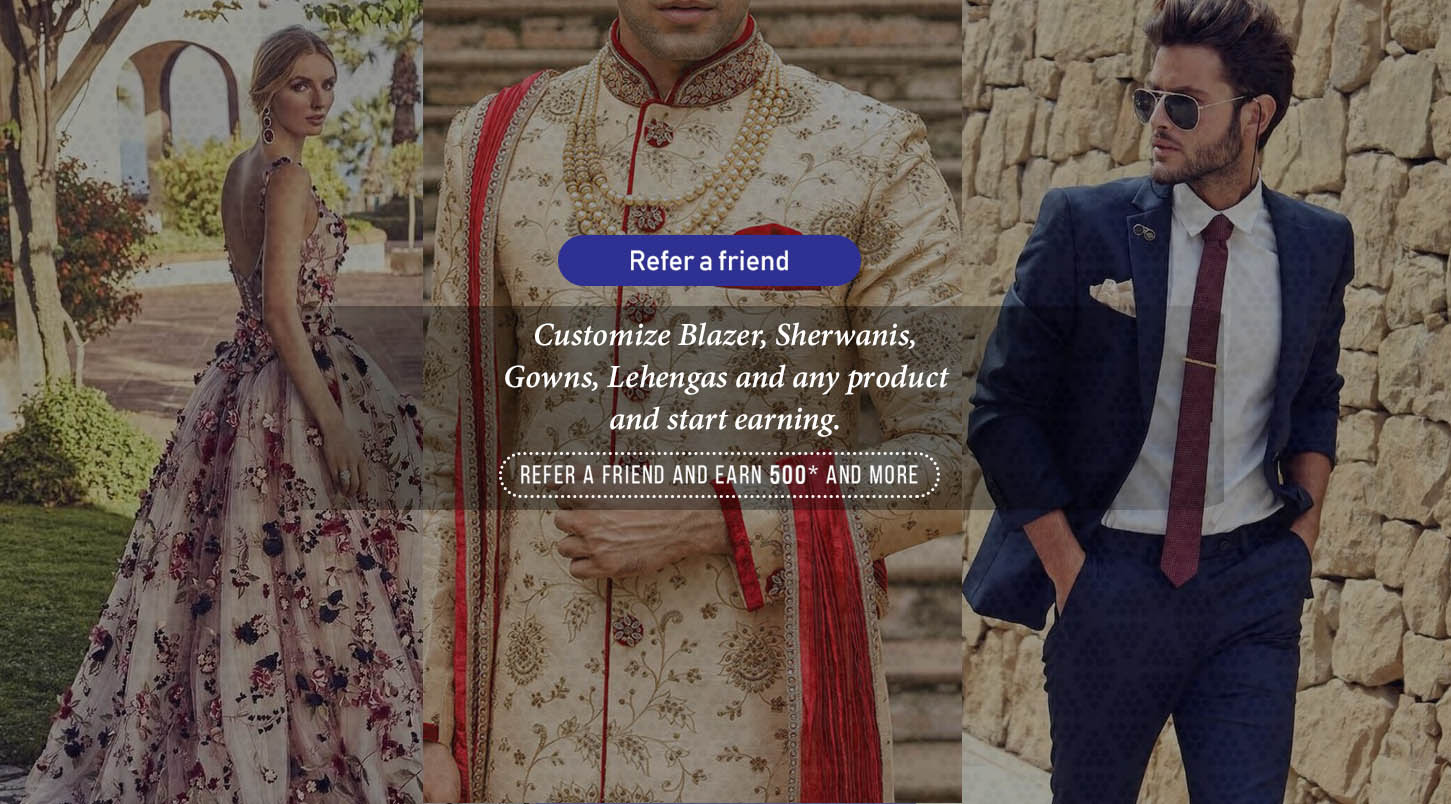 Refer a friend
Customize Blazer, Sherwanis,
Gowns, Lehengas and any product
and start earning.
REFER A FRIEND AND EARN 500* AND MORE